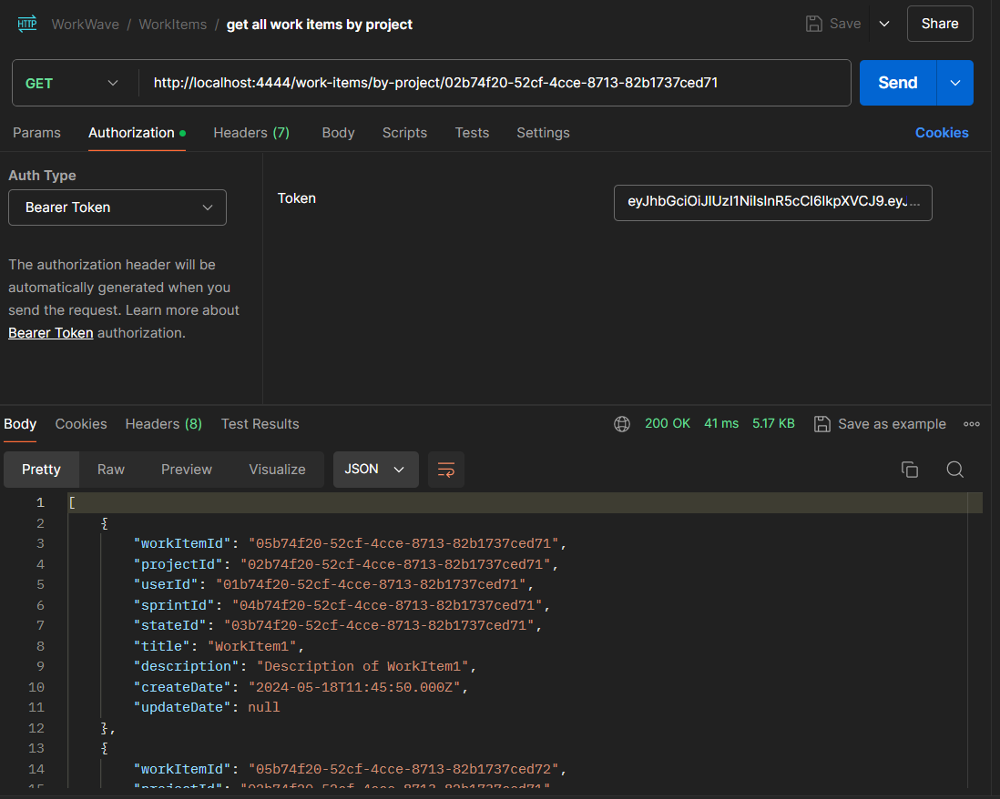 HTTP WorkWave / WorkItems / get all work items by project Save Share
GET http://localhost:4444/work-items/by-project/02b74f20-52cf-4cce-8713-82b1737ced71 Send
Params Authorization Headers (7) Body Scripts Tests Settings Cookies
Auth Type
Bearer Token
Token eyJhbGciOiJIUzI1NiIsInR5cCI6IkpXVCJ9.eyJ...
The authorization header will be
automatically generated when you
send the request. Learn more about
Bearer Token authorization.
Body Cookies Headers (8) Test Results 200 OK 41 ms 5.17 KB Save as example
Pretty Raw Preview Visualize JSON
1 [
2 {
3 "workItemId": "05b74f20-52cf-4cce-8713-82b1737ced71",
4 "projectId": "02b74f20-52cf-4cce-8713-82b1737ced71",
5 "userId": "01b74f20-52cf-4cce-8713-82b1737ced71",
6 "sprintId": "04b74f20-52cf-4cce-8713-82b1737ced71",
7 "stateId": "03b74f20-52cf-4cce-8713-82b1737ced71",
8 "title": "WorkItem1",
9 "description": "Description of WorkItem1",
10 "createDate": "2024-05-18T11:45:50.000Z",
11 "updateDate": null
12 },
13 {
14 "workItemId": "05b74f20-52cf-4cce-8713-82b1737ced72",
15 "projectId": "02b74f20-52cf-4cce-8713-82b1737ced71"